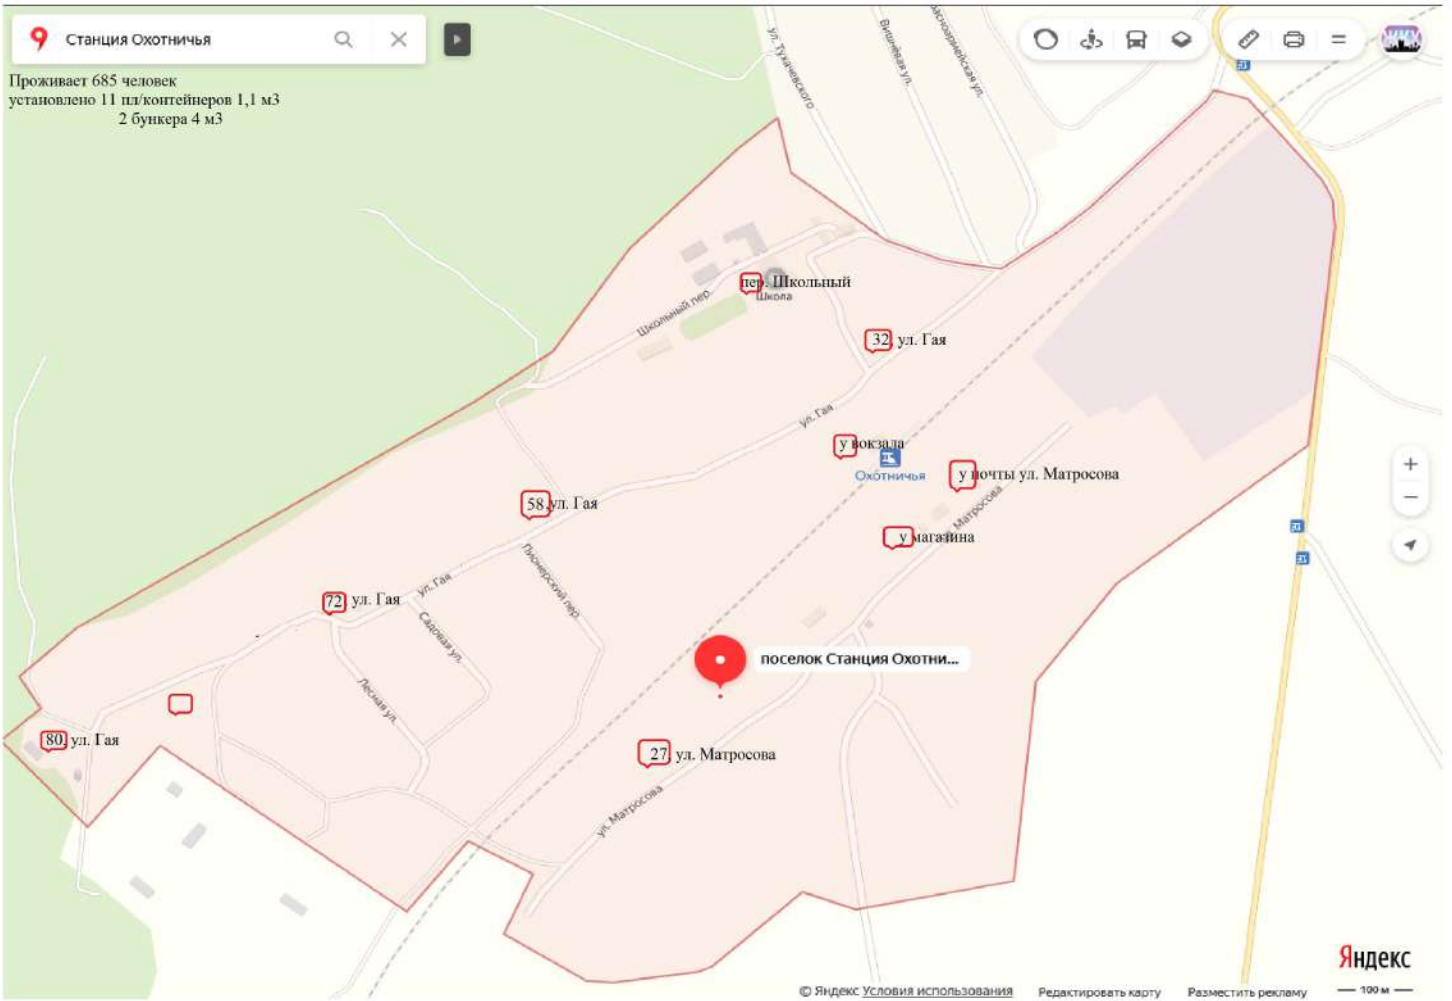 Станция Охотничья
ЖКХ
Проживает 685 человек
установлено 11 пл/контейнеров 1,1 м3
2 бункера 4 м3
ул. Тухачевского
Вишнёвая ул.
Красноармейская ул.
пер. Школьный
Школа
Школьный пер.
32, ул. Гая
ул. Гая
у вокзала
Охотничья
у почты ул. Матросова
ул. Матросова
58, ул. Гая
у магазина
Пионерский пер.
ул. Гая
72, ул. Гая
Садовая ул.
поселок Станция Охотни...
Лесная ул.
80, ул. Гая
27, ул. Матросова
ул. Матросова
Яндекс
© Яндекс Условия использования Редактировать карту Разместить рекламу 100 м